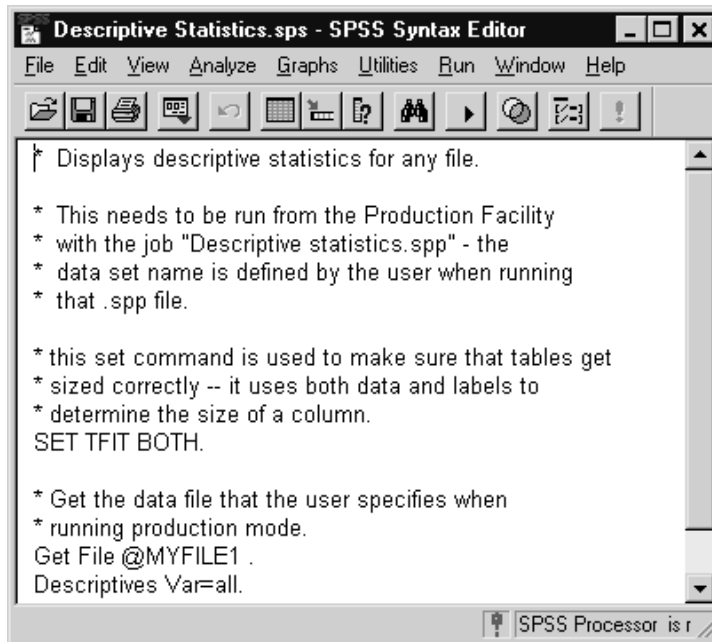 Descriptive Statistics.sps - SPSS Syntax Editor
File Edit View Analyze Graphs Utilities Run Window Help
* Displays descriptive statistics for any file.
* This needs to be run from the Production Facility
* with the job "Descriptive statistics.spp" - the
* data set name is defined by the user when running
* that .spp file.
* this set command is used to make sure that tables get
* sized correctly -- it uses both data and labels to
* determine the size of a column.
SET TFIT BOTH.
* Get the data file that the user specifies when
* running production mode.
Get File @MYFILE1 .
Descriptives Var=all.
SPSS Processor is r